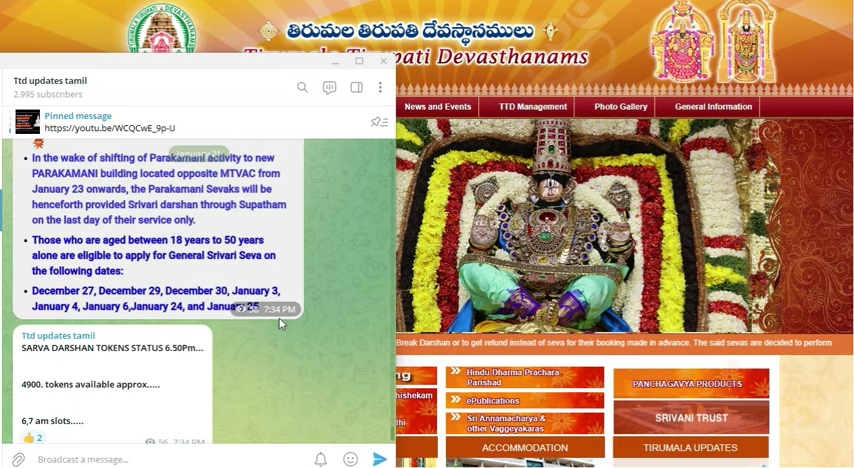 తిరుమల తిరుపతి దేవస్థానములు
pati Devasthanams
News and Events
TTD Management
Photo Gallery
General Information
Ttd updates tamil
2,995 subscribers
Pinned message
https://youtu.be/WCQCwE_9p-U
In the wake of shifting of Parakamani activity to new
PARAKAMANI building located opposite MTVAC from
January 23 onwards, the Parakamani Sevaks will be
henceforth provided Srivari darshan through Supatham
on the last day of their service only.
Those who are aged between 18 years to 50 years
alone are eligible to apply for General Srivari Seva on
the following dates:
December 27, December 29, December 30, January 3,
January 4, January 6,January 24, and January 25
56 7:34 PM
Ttd updates tamil
SARVA DARSHAN TOKENS STATUS 6.50Pm...
4900. tokens available approx.....
6,7 am slots.....
2
56 7:34 PM
Broadcast a message...
Break Darshan or to get refund instead of seva for their booking made in advance. The said sevas are decided to perform
Hindu Dharma Prachara
Parishad
ePublications
Sri Annamacharya &
other Vaggeyakaras
ACCOMMODATION
PANCHAGAVYA PRODUCTS
SRIVANI TRUST
TIRUMALA UPDATES